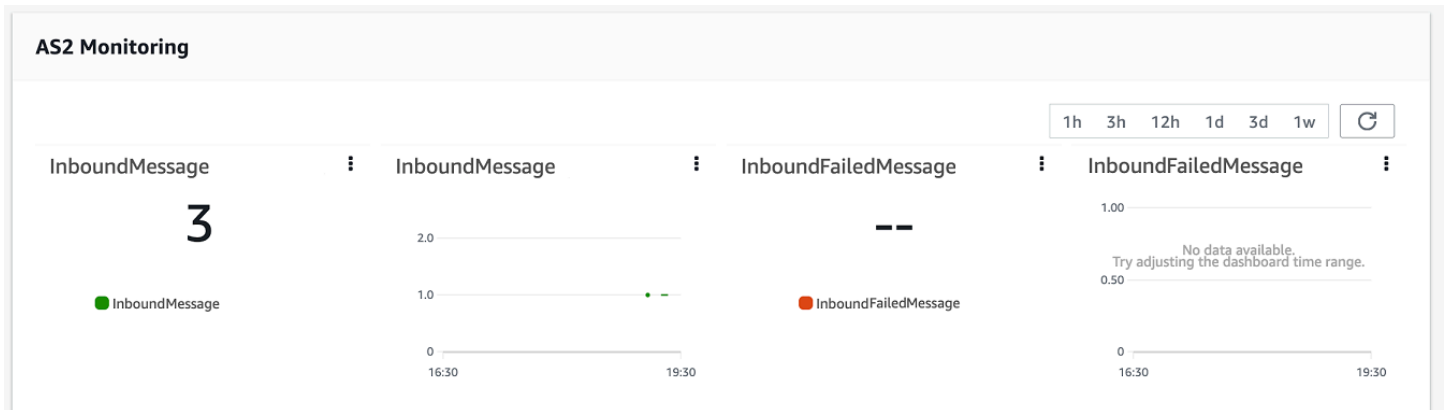 AS2 Monitoring
1h 3h 12h 1d 3d 1w
InboundMessage
3
InboundMessage
InboundMessage
2.0
1.0
0
16:30 19:30
InboundFailedMessage
--
InboundFailedMessage
InboundFailedMessage
1.00
No data available.
Try adjusting the dashboard time range.
0.50
0
16:30 19:30